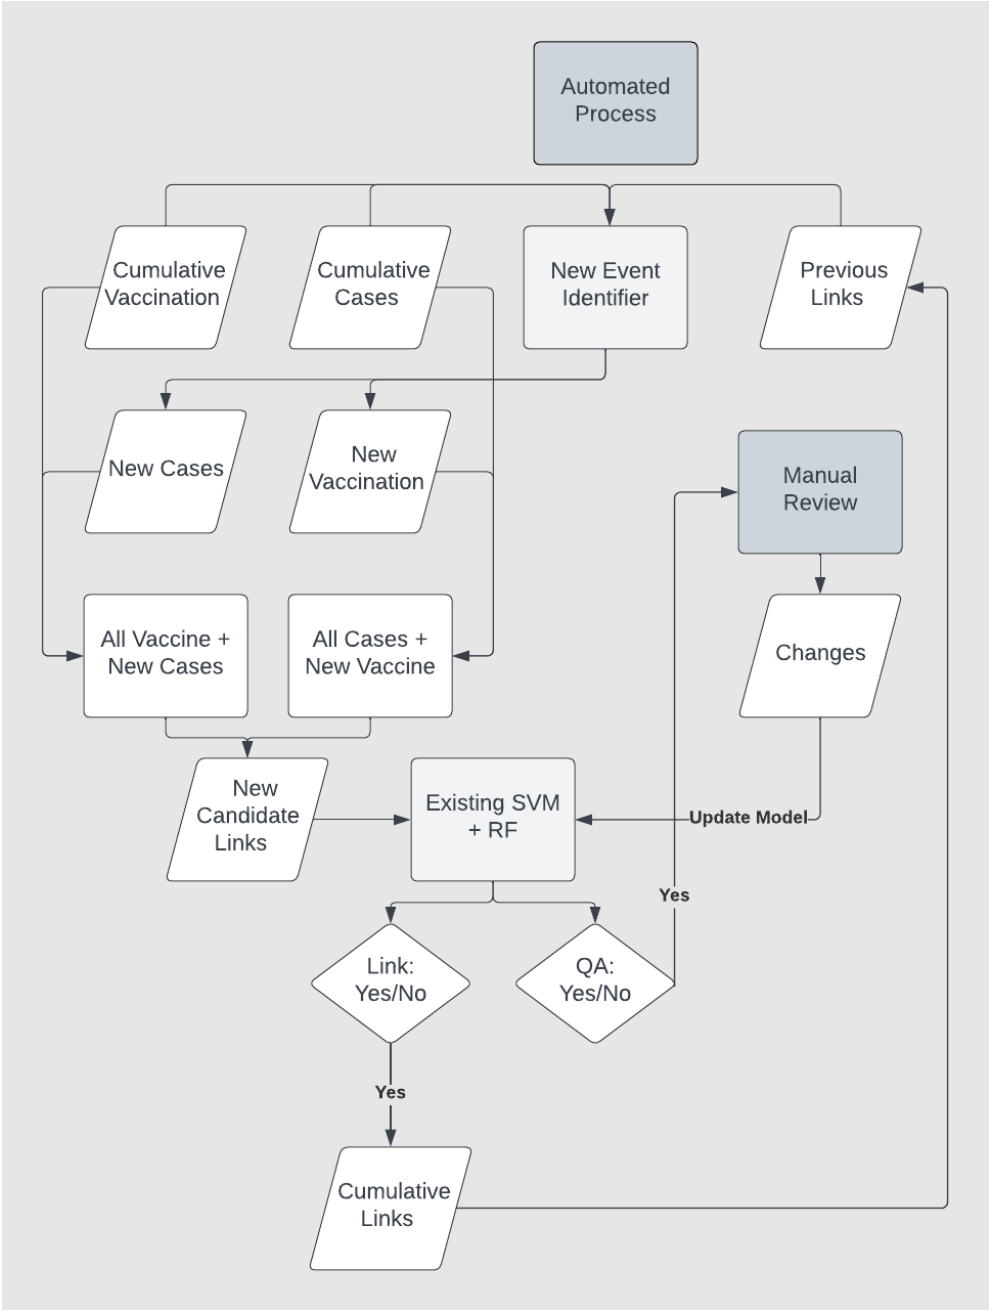 Automated
Process
Cumulative
Vaccination
Cumulative
Cases
New Event
Identifier
Previous
Links
New Cases
New
Vaccination
Manual
Review
All Vaccine +
New Cases
All Cases +
New Vaccine
Changes
New
Candidate
Links
Existing SVM
+ RF
Update Model
Yes
Link:
Yes/No
QA:
Yes/No
Yes
Cumulative
Links